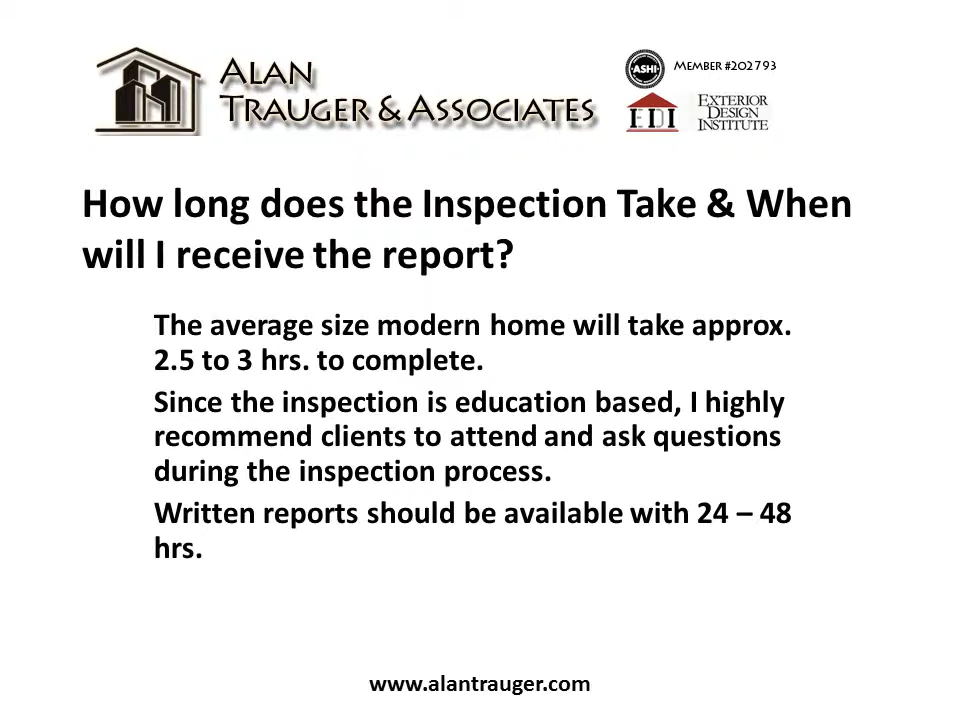 ALAN
TRAUGER & ASSOCIATES
ASHI
MEMBER #202793
EDI
EXTERIOR
DESIGN
INSTITUTE
How long does the Inspection Take & When
will I receive the report?
The average size modern home will take approx.
2.5 to 3 hrs. to complete.
Since the inspection is education based, I highly
recommend clients to attend and ask questions
during the inspection process.
Written reports should be available with 24 – 48
hrs.
www.alantrauger.com